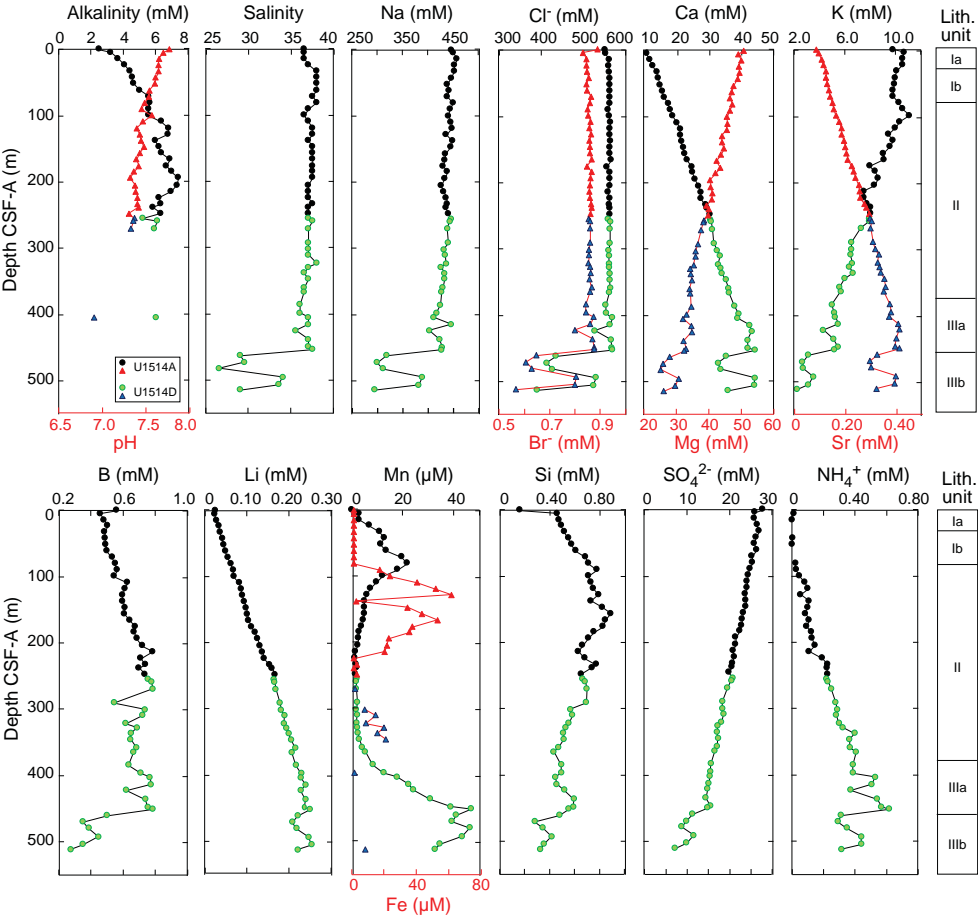 Alkalinity (mM) Salinity Na (mM) Cl⁻ (mM) Ca (mM) K (mM) Lith. unit
0 2 4 6 8 25 30 35 40 250 350 450 300 400 500 600 10 20 30 40 50 2.0 6.0 10.0
Depth CSF-A (m)
0
100
200
300
400
500
U1514A
U1514D
Ia
Ib
II
IIIa
IIIb
6.5 7.0 7.5 8.0 0.5 0.7 0.9 20 30 40 50 60 0 0.20 0.40
pH Br⁻ (mM) Mg (mM) Sr (mM)
B (mM) Li (mM) Mn (µM) Si (mM) SO₄²⁻ (mM) NH₄⁺ (mM) Lith. unit
0.2 0.6 1.0 0.00 0.10 0.20 0.30 0 20 40 0 0.40 0.80 0 10 20 30 0 0.40 0.80
Depth CSF-A (m)
0
100
200
300
400
500
Ia
Ib
II
IIIa
IIIb
0 40 80
Fe (µM)